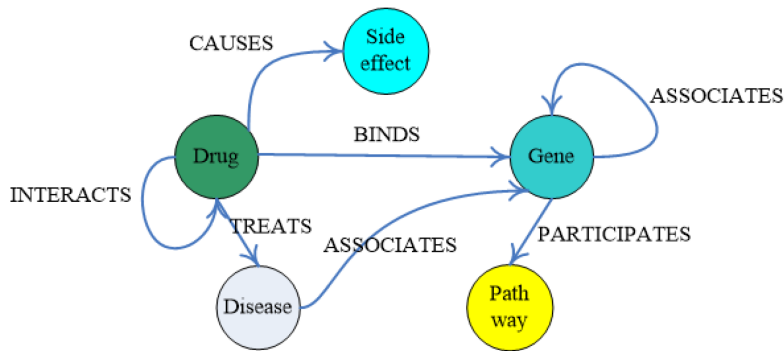 CAUSES
Side
effect
ASSOCIATES
BINDS
Drug
Gene
INTERACTS
TREATS
ASSOCIATES
PARTICIPATES
Disease
Path
way